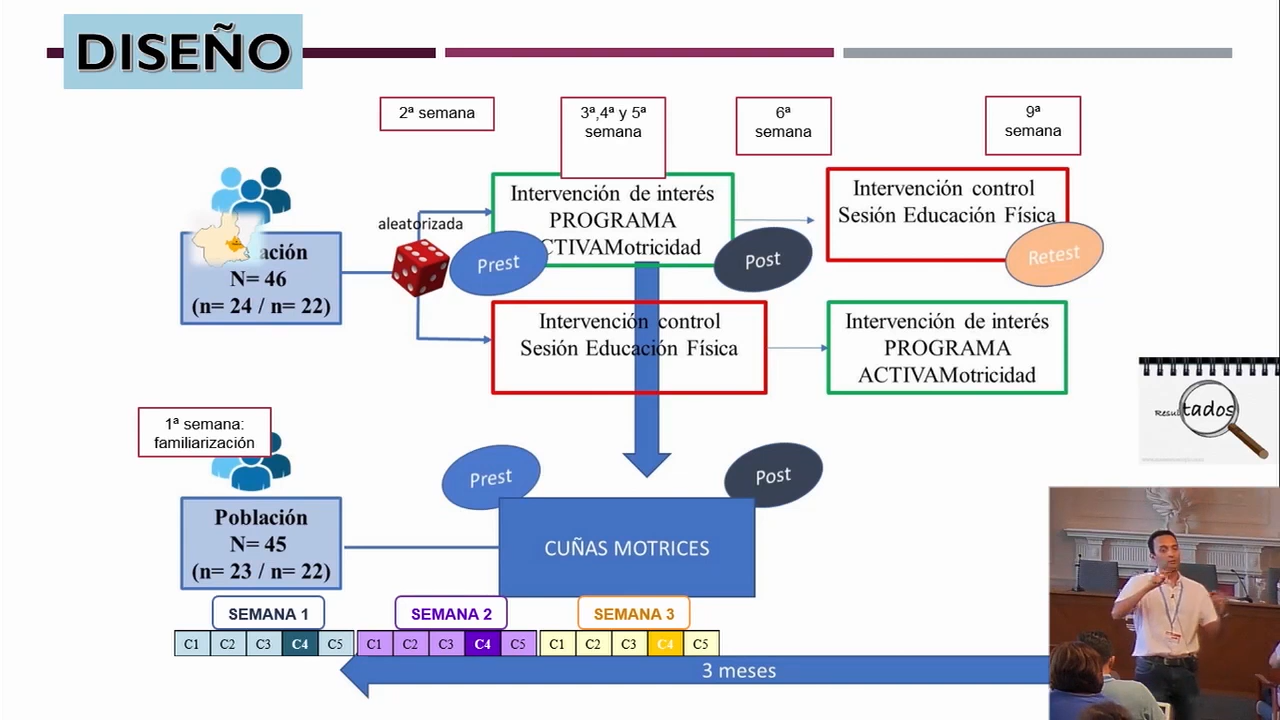 DISEÑO
2ª semana
3ª,4ª y 5ª
semana
6ª
semana
9ª
semana
aleatorizada
ación
N= 46
(n= 24 / n= 22)
Prest
Intervención de interés
PROGRAMA
CTIVAMotricidad
Post
Intervención control
Sesión Educación Física
Retest
Intervención control
Sesión Educación Física
Intervención de interés
PROGRAMA
ACTIVAMotricidad
Resultados
1ª semana:
familiarización
Población
N= 45
(n= 23 / n= 22)
Prest
Post
CUÑAS MOTRICES
SEMANA 1
SEMANA 2
SEMANA 3
C1 C2 C3 C4 C5 C1 C2 C3 C4 C5 C1 C2 C3 C4 C5
3 meses